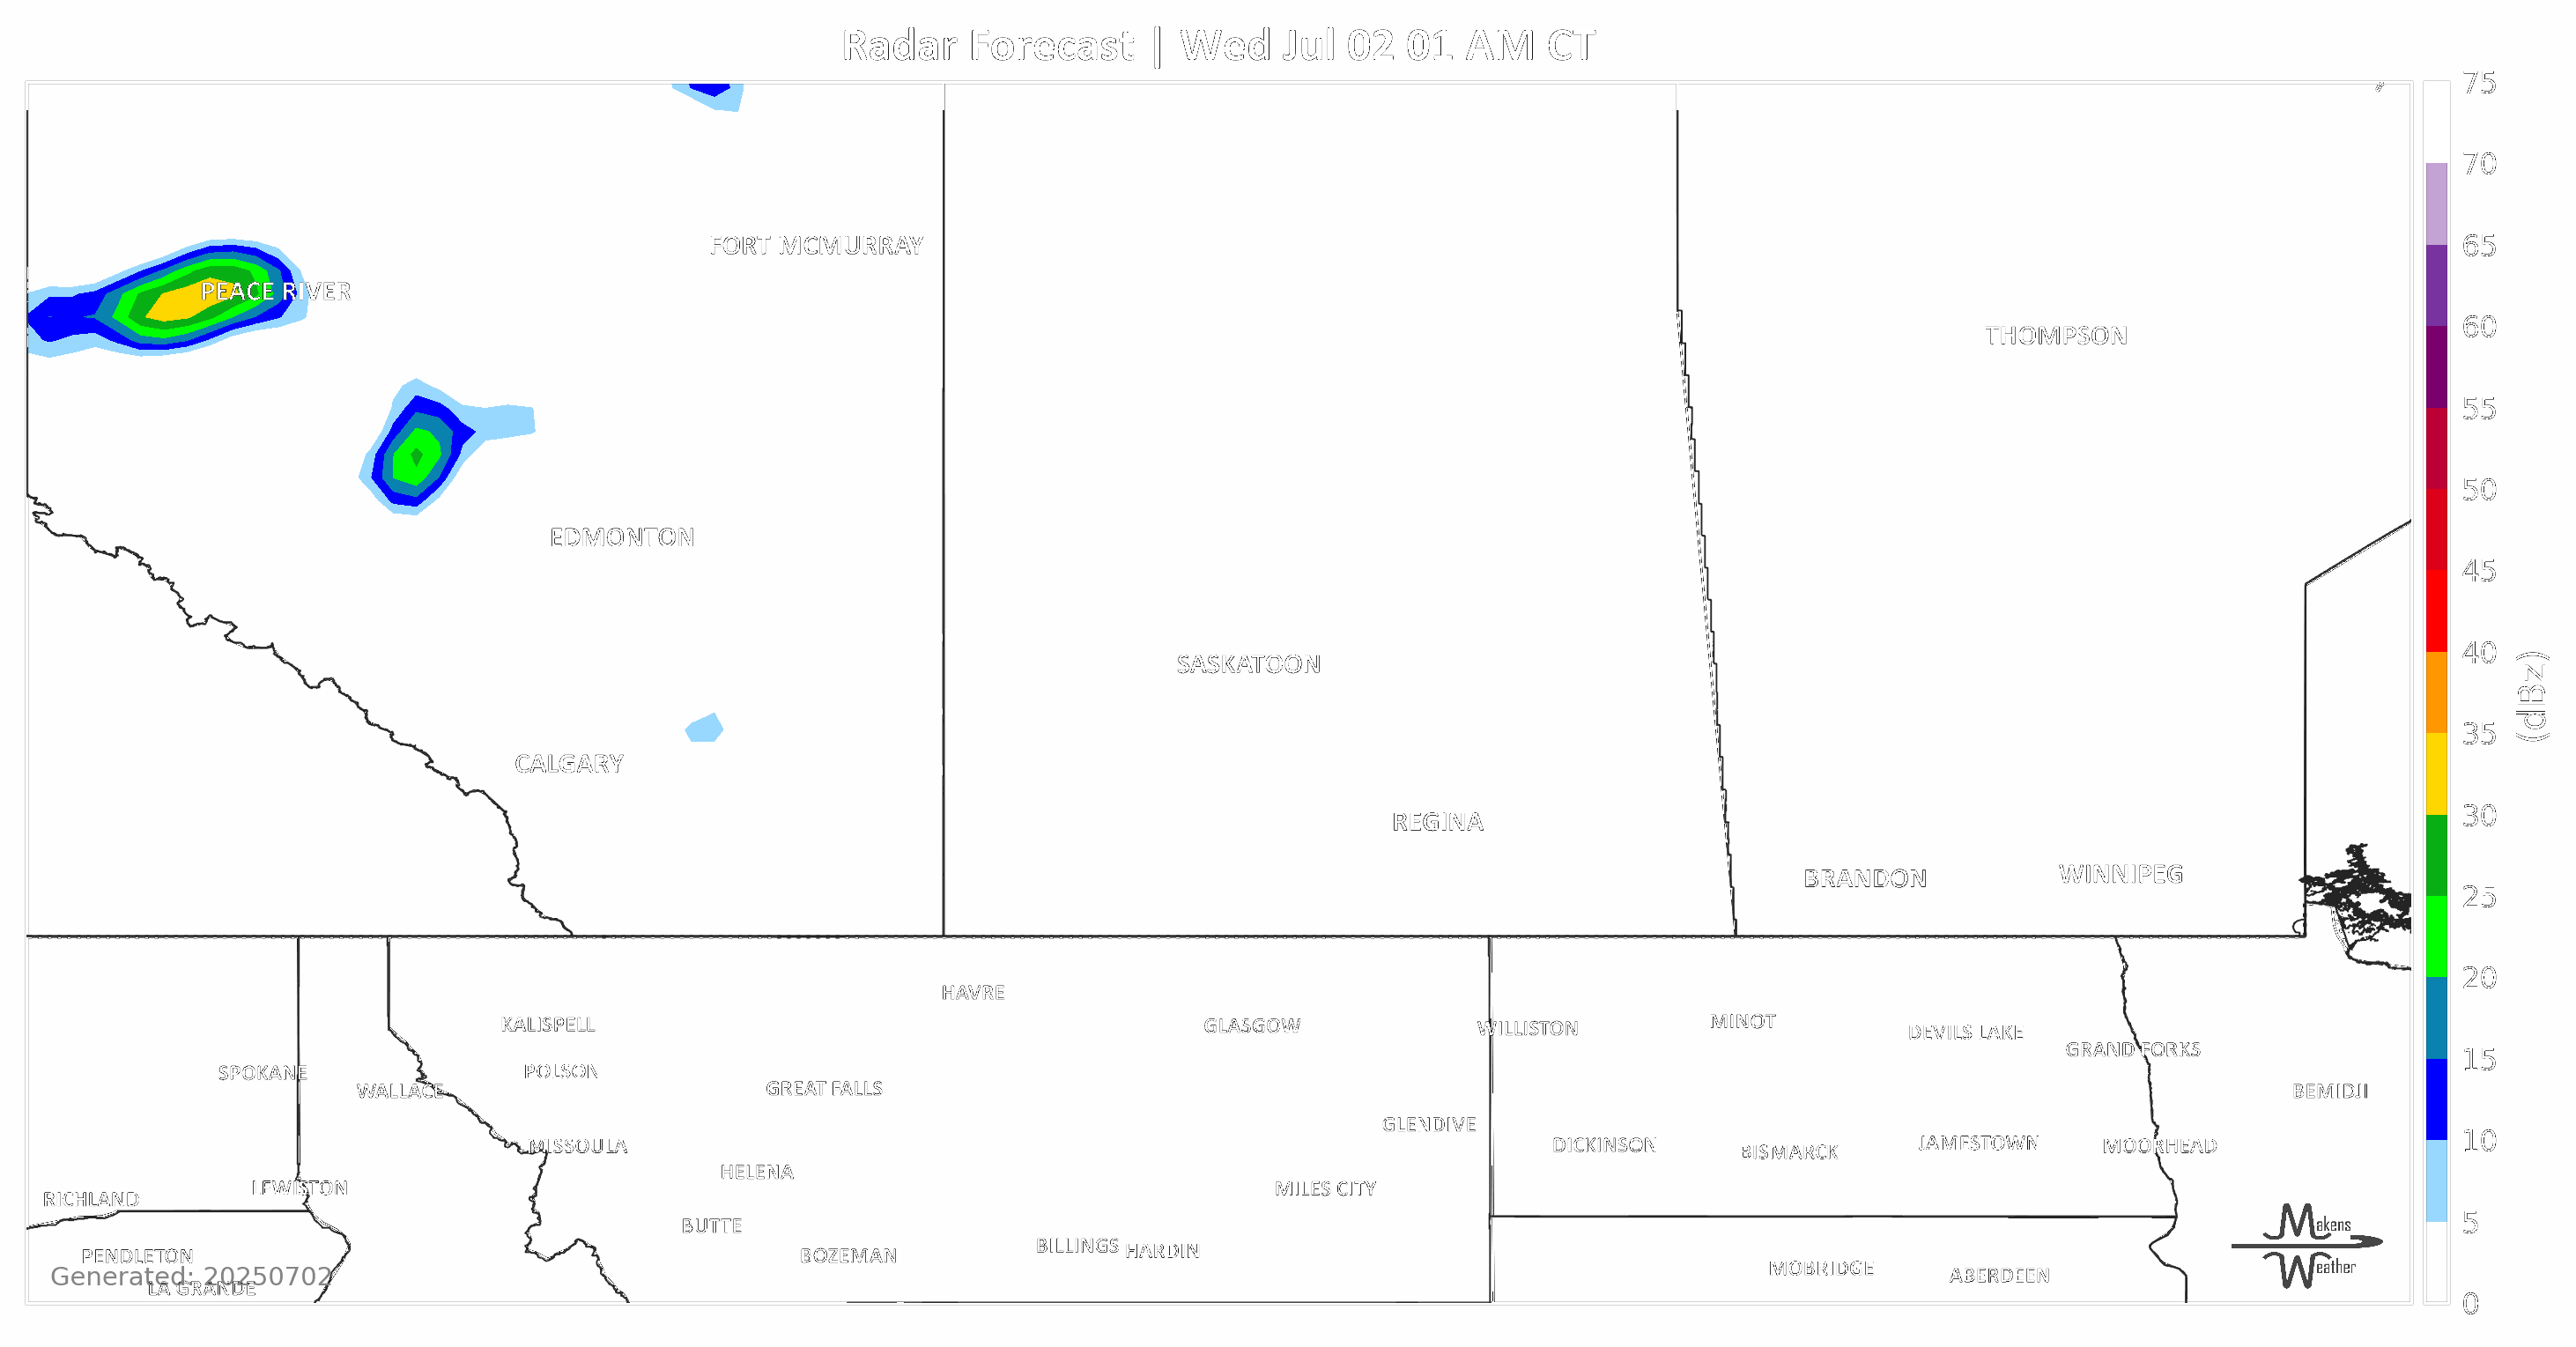 Radar Forecast | Wed Jul 02 01 AM CT
75
70
FORT MCMURRAY
65
PEACE RIVER
THOMPSON
60
55
50
EDMONTON
45
SASKATOON
40
(dBz)
CALGARY
35
REGINA
30
BRANDON
WINNIPEG
25
HAVRE
20
KALISPELL
GLASGOW
WILLISTON
MINOT
DEVILS LAKE
GRAND FORKS
15
SPOKANE
POLSON
WALLACE
GREAT FALLS
BEMIDJI
GLENDIVE
10
MISSOULA
DICKINSON
BISMARCK
JAMESTOWN
MOORHEAD
HELENA
LEWISTON
MILES CITY
RICHLAND
BUTTE
5
Makens
Weather
PENDLETON
BOZEMAN
BILLINGS
HARDIN
Generated: 20250702
MOBRIDGE
ABERDEEN
LA GRANDE
0